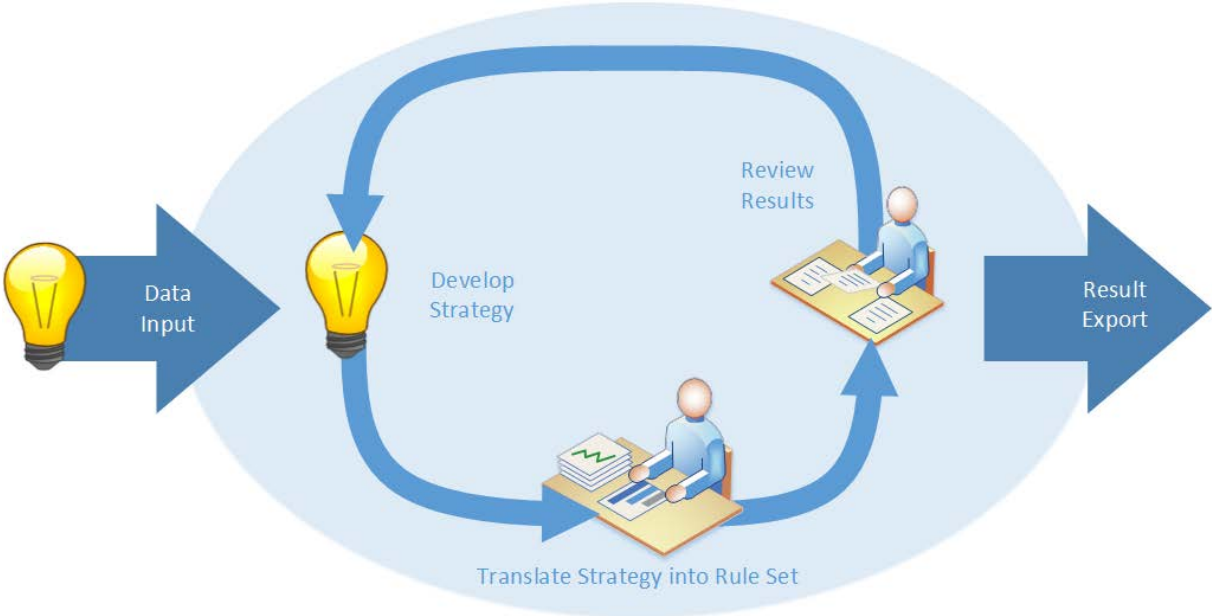 Data
Input
Develop
Strategy
Translate Strategy into Rule Set
Review
Results
Result
Export